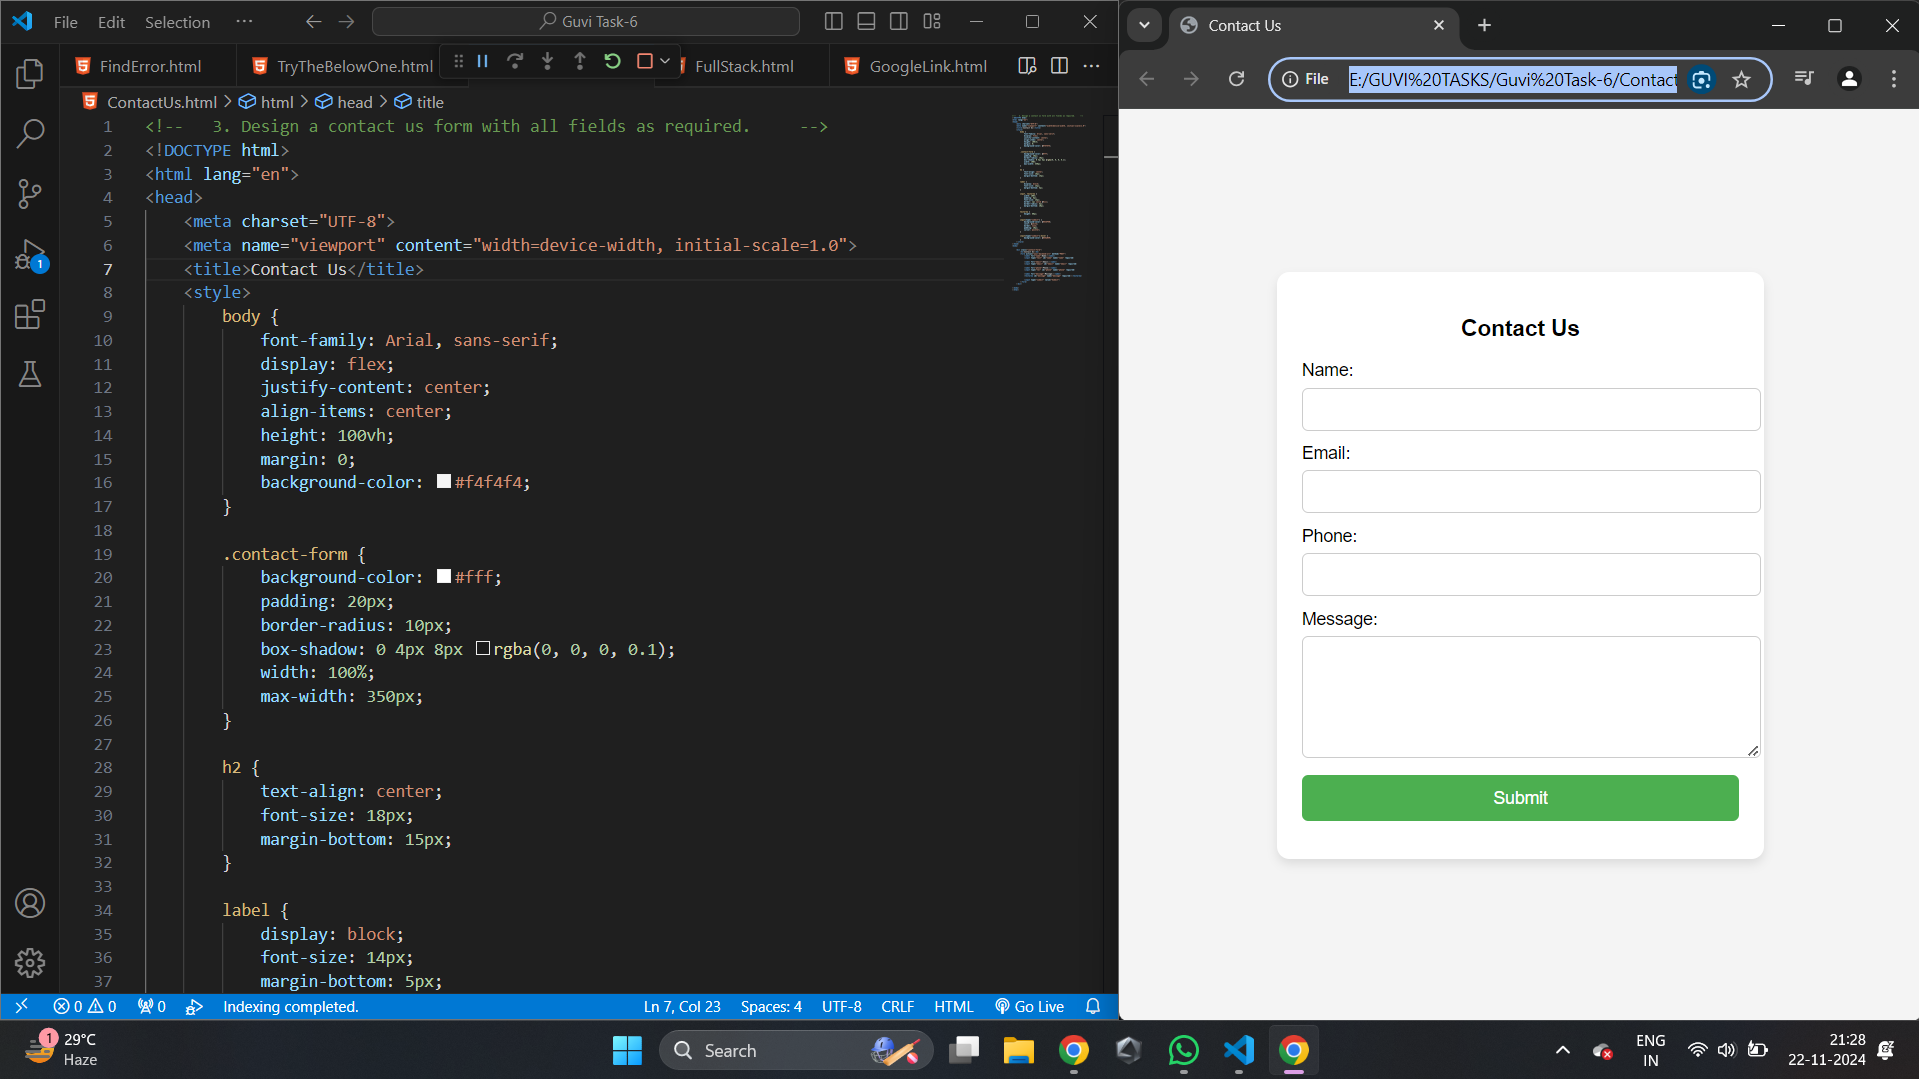 File Edit Selection ··· Guvi Task-6
FindError.html TryTheBelowOne.html FullStack.html GoogleLink.html ···
ContactUs.html > html > head > title
1 <!--   3. Design a contact us form with all fields as required.     -->
2 <!DOCTYPE html>
3 <html lang="en">
4 <head>
5 <meta charset="UTF-8">
6 <meta name="viewport" content="width=device-width, initial-scale=1.0">
7 <title>Contact Us</title>
8 <style>
9 body {
10 font-family: Arial, sans-serif;
11 display: flex;
12 justify-content: center;
13 align-items: center;
14 height: 100vh;
15 margin: 0;
16 background-color: #f4f4f4;
17 }
18
19 .contact-form {
20 background-color: #fff;
21 padding: 20px;
22 border-radius: 10px;
23 box-shadow: 0 4px 8px rgba(0, 0, 0, 0.1);
24 width: 100%;
25 max-width: 350px;
26 }
27
28 h2 {
29 text-align: center;
30 font-size: 18px;
31 margin-bottom: 15px;
32 }
33
34 label {
35 display: block;
36 font-size: 14px;
37 margin-bottom: 5px;
1
0 0 0 Indexing completed. Ln 7, Col 23 Spaces: 4 UTF-8 CRLF HTML Go Live
Contact Us
File E:/GUVI%20TASKS/Guvi%20Task-6/Contact
Contact Us
Name:
Email:
Phone:
Message:
Submit
1 29°C
Haze
Search
ENG
IN
21:28
22-11-2024